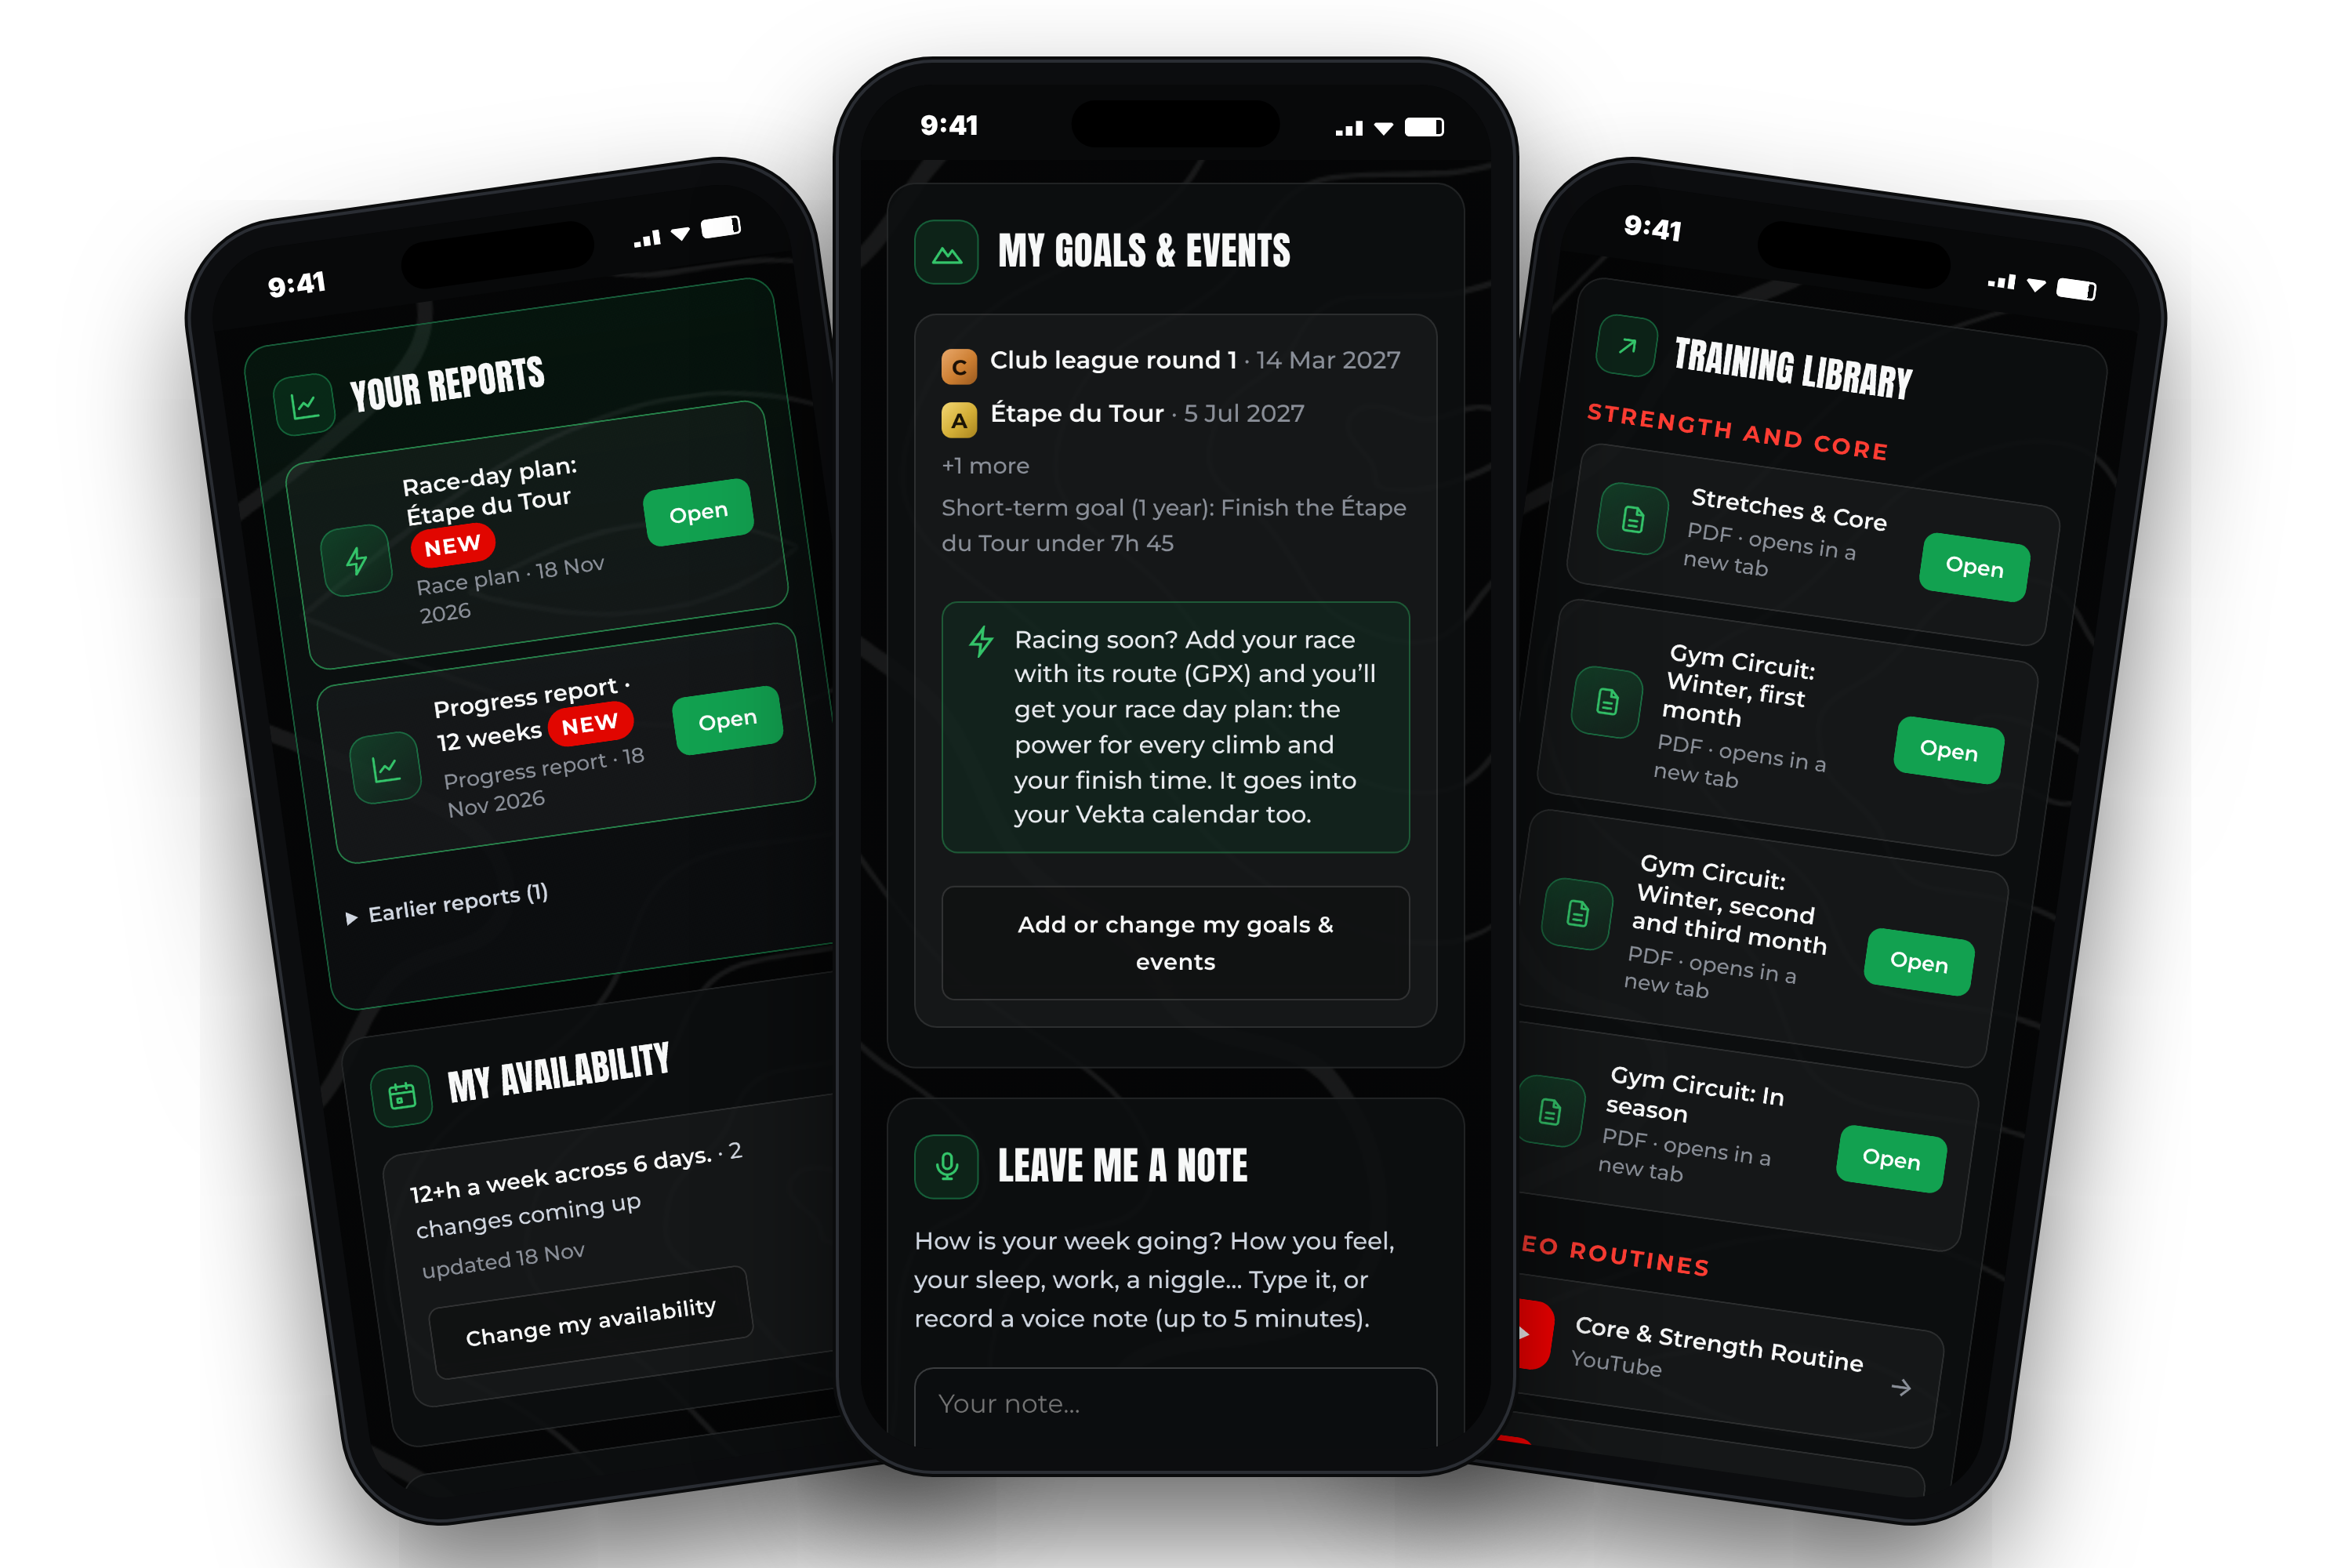 9:41
YOUR REPORTS
Race-day plan:
Étape du Tour
NEW
Race plan · 18 Nov
2026
Open
Progress report ·
12 weeks NEW
Progress report · 18
Nov 2026
Open
Earlier reports (1)
MY AVAILABILITY
12+h a week across 6 days. · 2
changes coming up
updated 18 Nov
Change my availability
9:41
MY GOALS & EVENTS
C Club league round 1 · 14 Mar 2027
A Étape du Tour · 5 Jul 2027
+1 more
Short-term goal (1 year): Finish the Étape
du Tour under 7h 45
Racing soon? Add your race
with its route (GPX) and you’ll
get your race day plan: the
power for every climb and
your finish time. It goes into
your Vekta calendar too.
Add or change my goals &
events
LEAVE ME A NOTE
How is your week going? How you feel,
your sleep, work, a niggle... Type it, or
record a voice note (up to 5 minutes).
Your note...
9:41
TRAINING LIBRARY
STRENGTH AND CORE
Stretches & Core
PDF · opens in a
new tab
Open
Gym Circuit:
Winter, first
month
PDF · opens in a
new tab
Open
Gym Circuit:
Winter, second
and third month
PDF · opens in a
new tab
Open
Gym Circuit: In
season
PDF · opens in a
new tab
Open
EO ROUTINES
Core & Strength Routine
YouTube